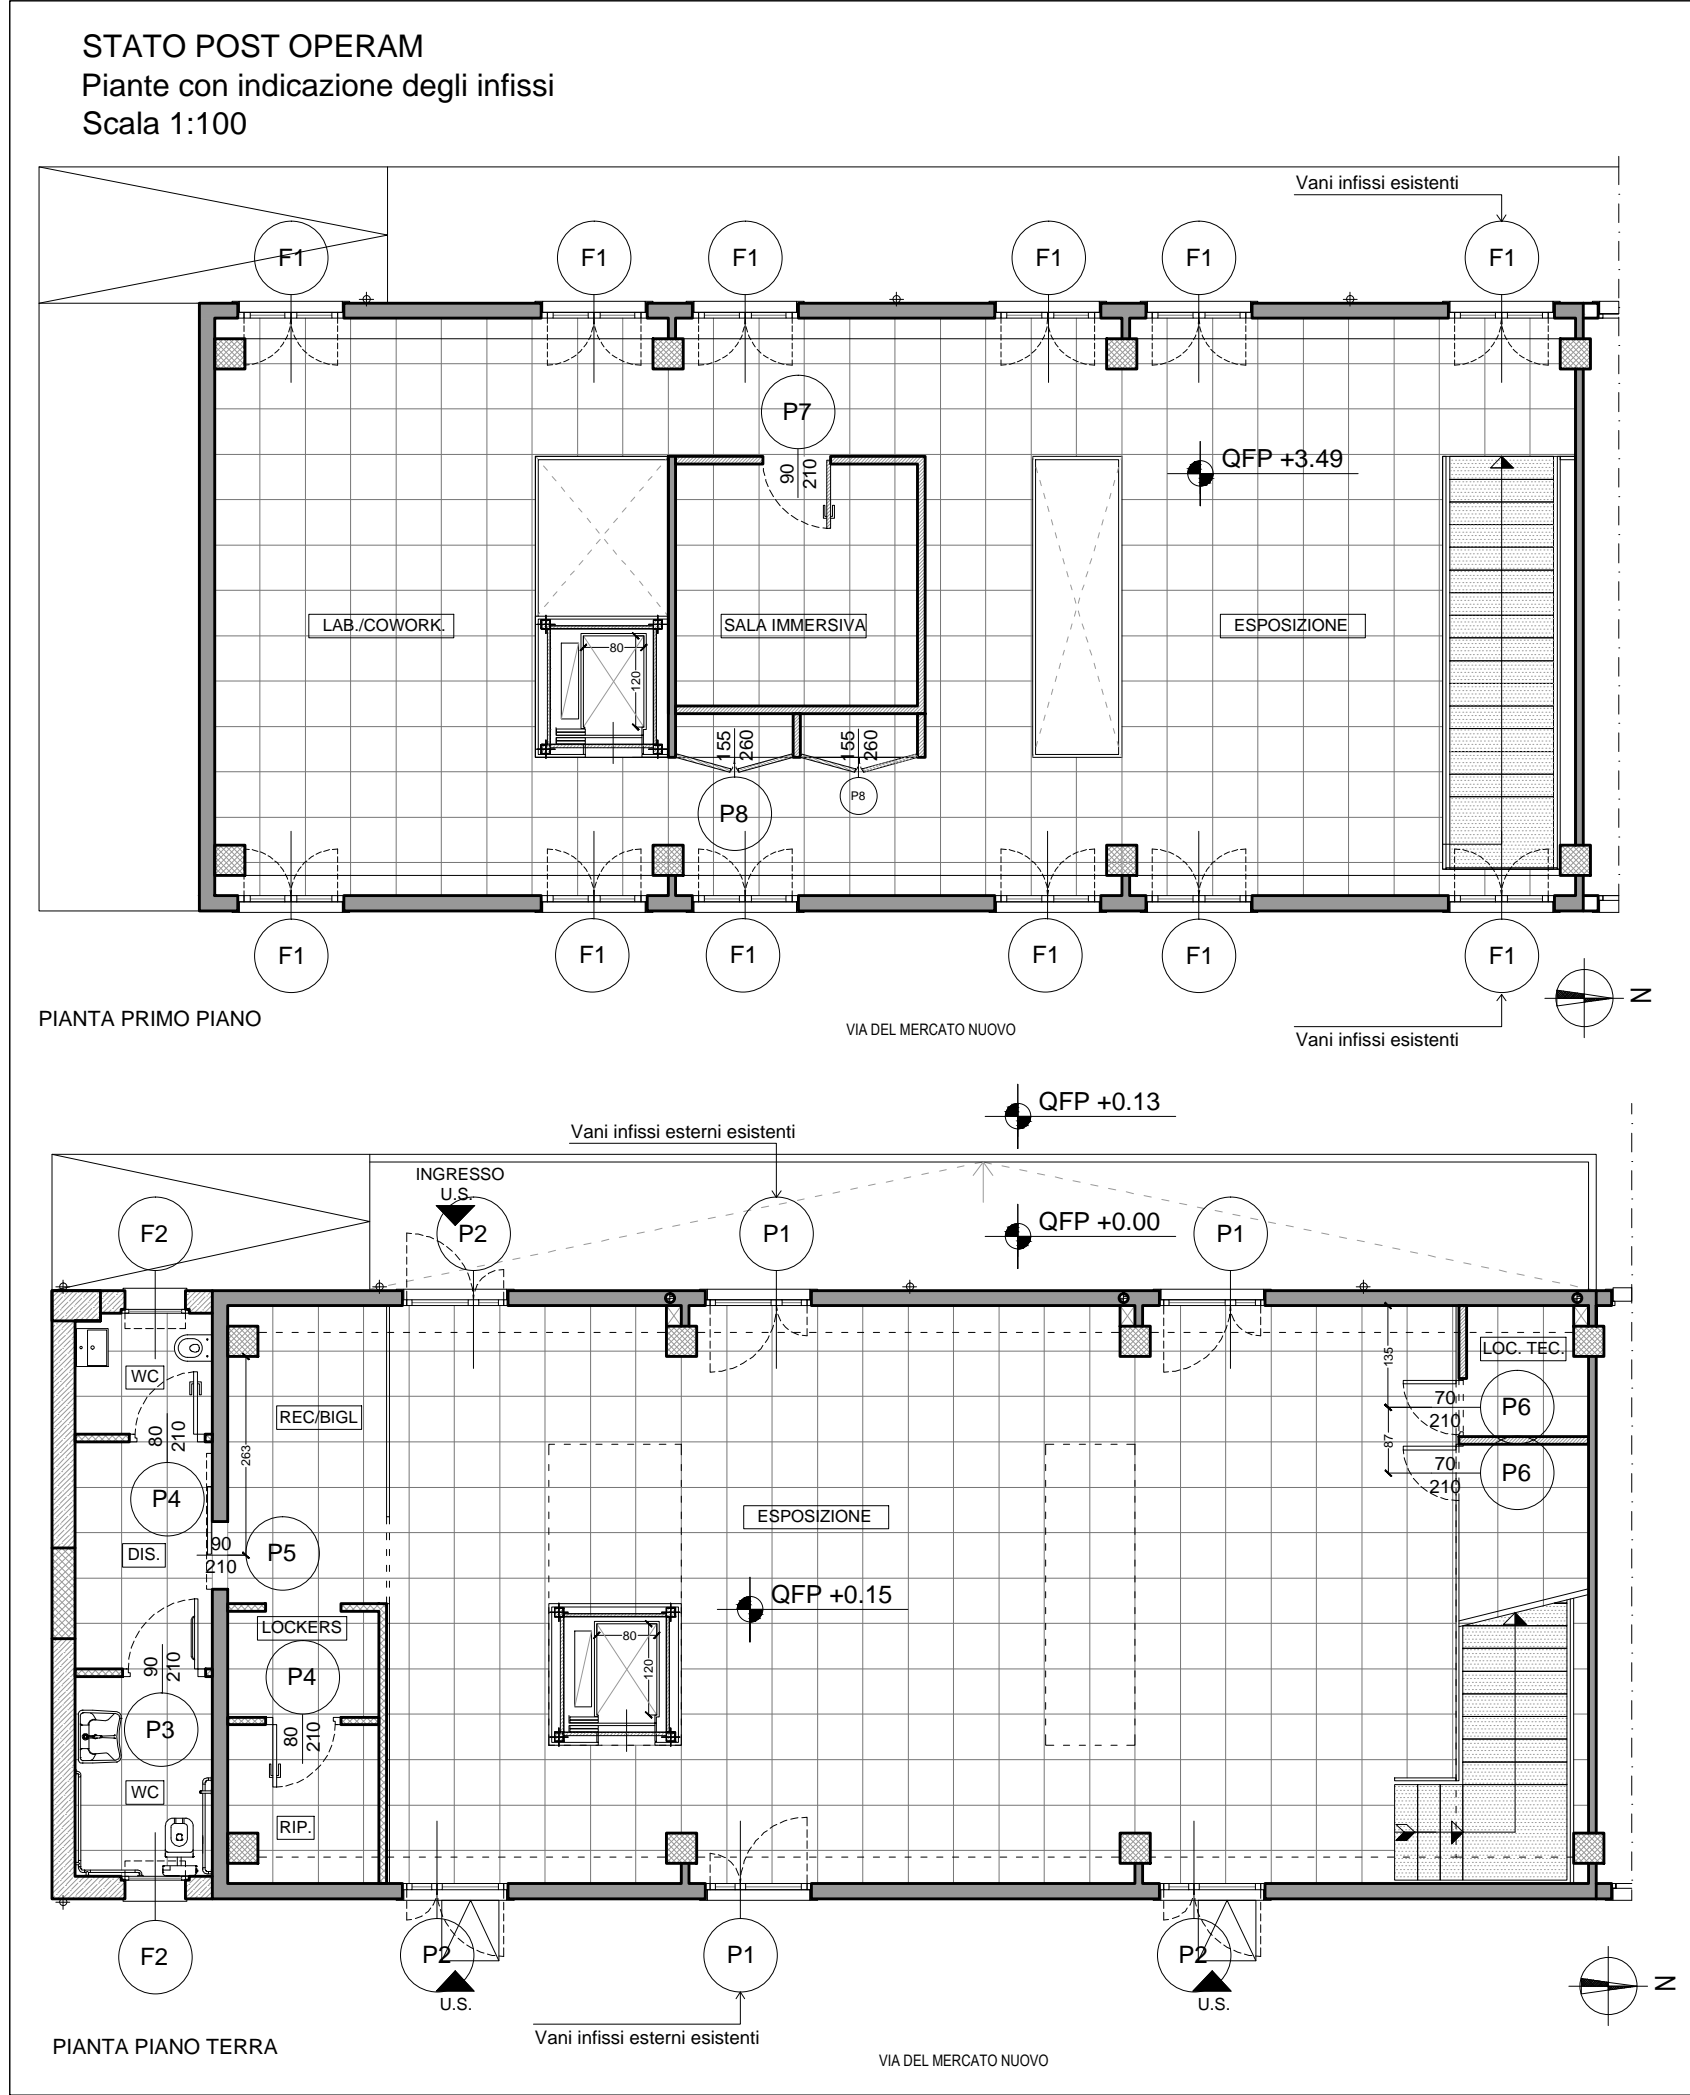 STATO POST OPERAM
Piante con indicazione degli infissi
Scala 1:100
Vani infissi esistenti
F1 F1 F1 F1 F1 F1
P7
90
210
QFP +3.49
LAB./COWORK.
SALA IMMERSIVA
ESPOSIZIONE
80
120
155
260
155
260
P8
P8
F1 F1 F1 F1 F1 F1
N
PIANTA PRIMO PIANO
VIA DEL MERCATO NUOVO
Vani infissi esistenti
QFP +0.13
Vani infissi esterni esistenti
INGRESSO
U.S.
F2 P2 P1 QFP +0.00 P1
WC
135
LOC. TEC.
70
210
P6
REC/BIGL
80
210
263
87
70
210
P6
P4
ESPOSIZIONE
DIS.
90
210
P5
QFP +0.15
LOCKERS
80
120
90
210
P4
P3
80
210
WC
RIP.
F2 P2 P1 P2
U.S.
U.S.
N
Vani infissi esterni esistenti
PIANTA PIANO TERRA
VIA DEL MERCATO NUOVO